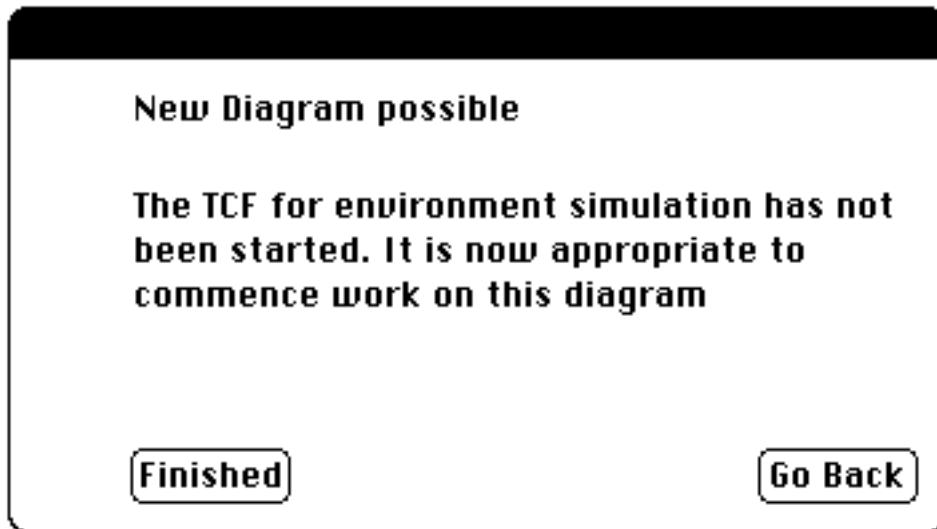 New Diagram possible
The TCF for environment simulation has not
been started. It is now appropriate to
commence work on this diagram
Finished
Go Back